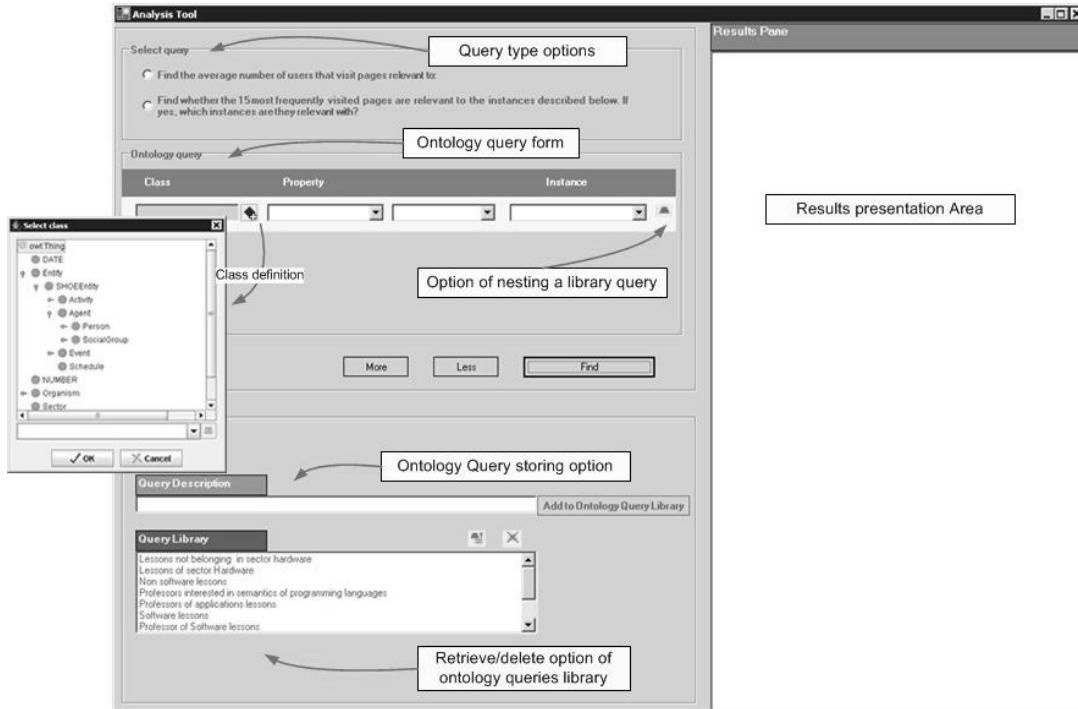 Analysis Tool
Results Pane
Select query
Query type options
Find the average number of users that visit pages relevant to:
Find whether the 15most frequently visited pages are relevant to the instances described below. If
yes, which instances are they relevant with?
Ontology query form
Ontology query
Class Property Instance
Results presentation Area
Select class
owl:Thing
DATE
Entity
SHOEEntity
Activity
Agent
Person
SocialGroup
Event
Schedule
NUMBER
Organism
Sector
OK Cancel
Class definition
Option of nesting a library query
More Less Find
Ontology Query storing option
Query Description
Add to Ontology Query Library
Query Library
Lessons not belonging in sector hardware
Lessons of sector Hardware
Non software lessons
Professors interested in semantics of programming languages
Professors of applications lessons
Software lessons
Professor of Software lessons
Retrieve/delete option of
ontology queries library